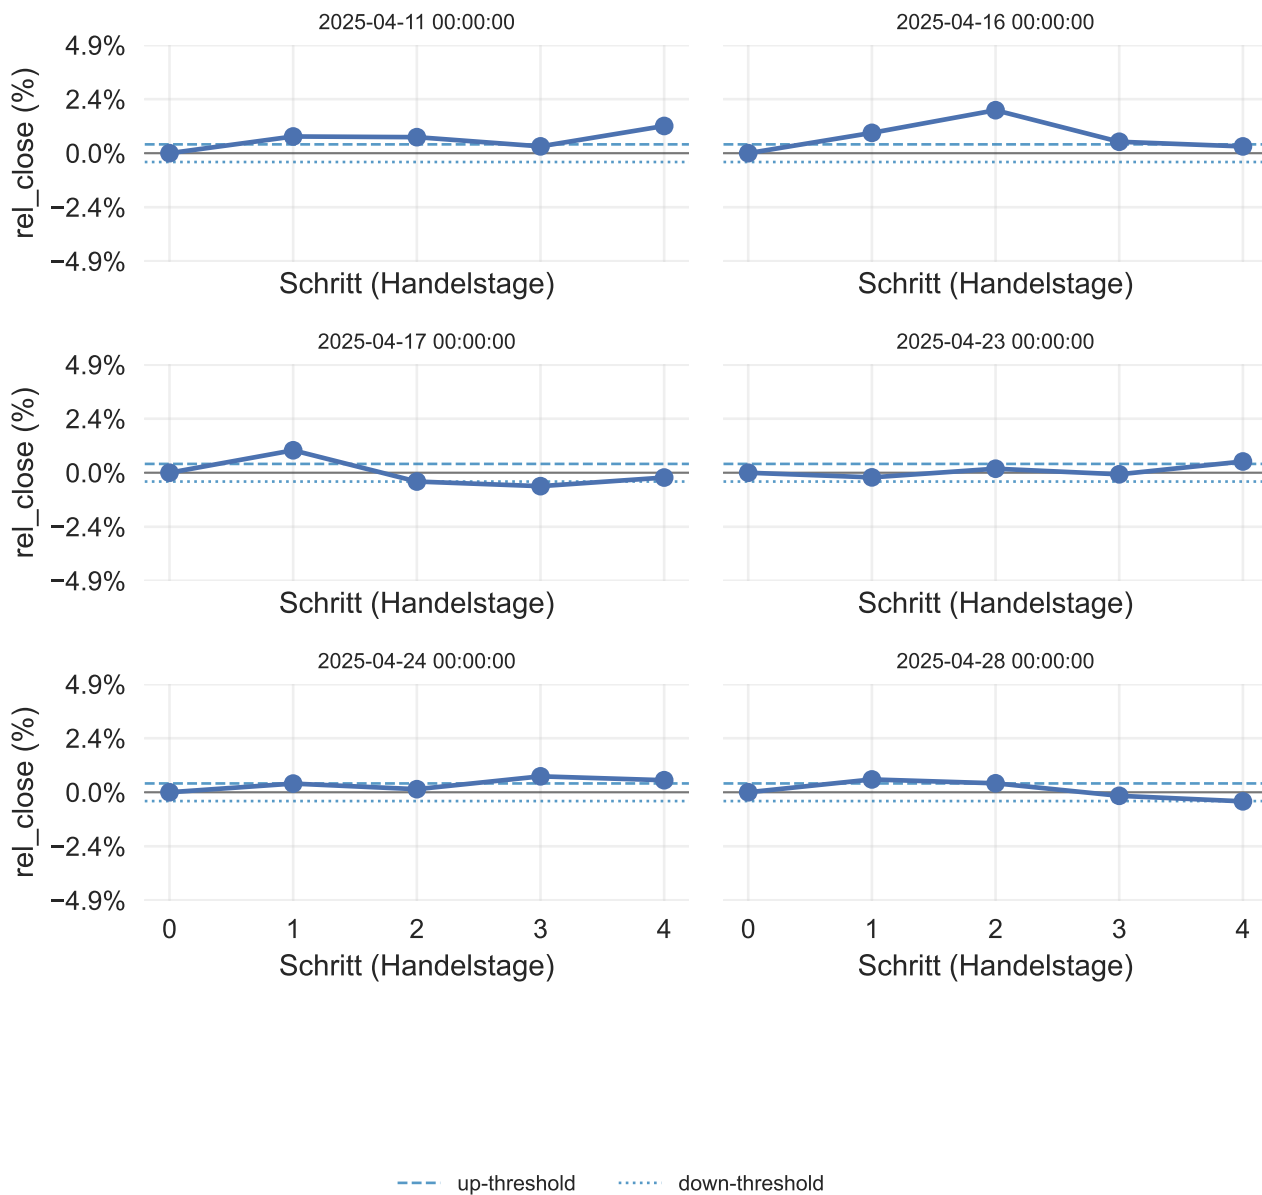 2025-04-11 00:00:00
4.9%
2.4%
0.0%
−2.4%
−4.9%
rel_close (%)
Schritt (Handelstage)
2025-04-16 00:00:00
Schritt (Handelstage)
2025-04-17 00:00:00
4.9%
2.4%
0.0%
−2.4%
−4.9%
rel_close (%)
Schritt (Handelstage)
2025-04-23 00:00:00
Schritt (Handelstage)
2025-04-24 00:00:00
4.9%
2.4%
0.0%
−2.4%
−4.9%
rel_close (%)
0 1 2 3 4
Schritt (Handelstage)
2025-04-28 00:00:00
0 1 2 3 4
Schritt (Handelstage)
up-threshold down-threshold